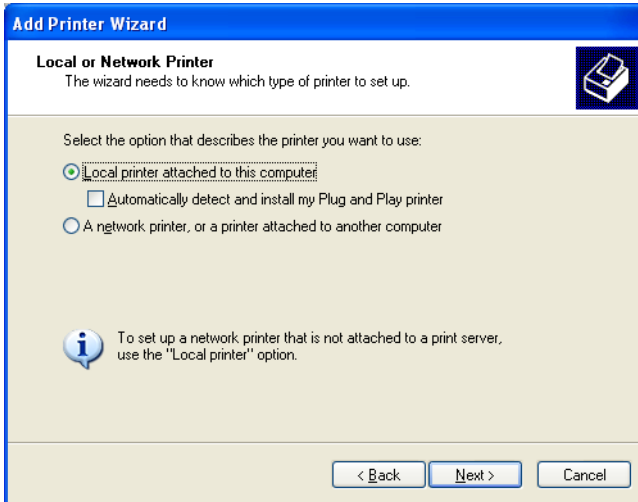 Add Printer Wizard
Local or Network Printer
The wizard needs to know which type of printer to set up.
Select the option that describes the printer you want to use:
Local printer attached to this computer
Automatically detect and install my Plug and Play printer
A network printer, or a printer attached to another computer
To set up a network printer that is not attached to a print server,
use the "Local printer" option.
< Back
Next >
Cancel